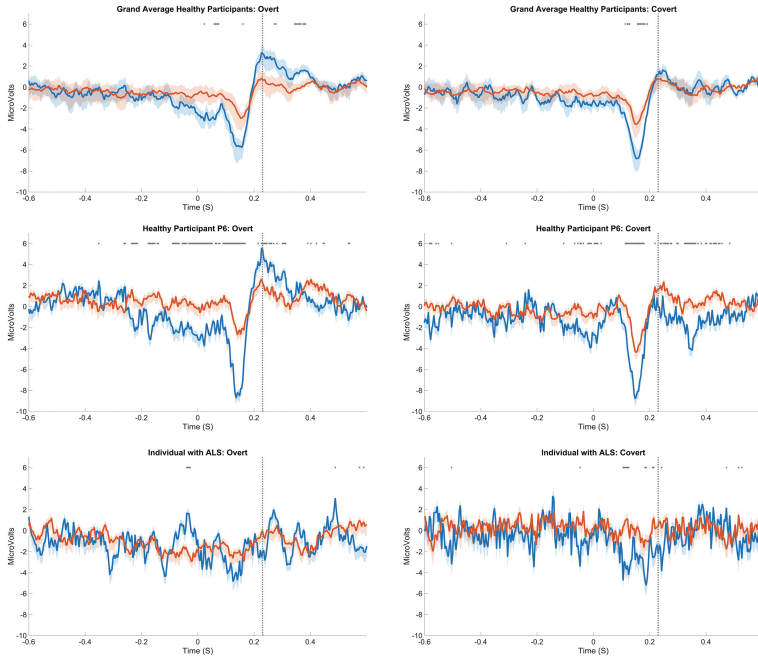 Grand Average Healthy Participants: Overt
6
4
2
0
-2
-4
-6
-8
-10
MicroVolts
-0.6 -0.4 -0.2 0 0.2 0.4
Time (S)
Grand Average Healthy Participants: Covert
6
4
2
0
-2
-4
-6
-8
-10
MicroVolts
-0.6 -0.4 -0.2 0 0.2 0.4
Time (S)
Healthy Participant P6: Overt
6
4
2
0
-2
-4
-6
-8
-10
MicroVolts
-0.6 -0.4 -0.2 0 0.2 0.4
Time (S)
Healthy Participant P6: Covert
6
4
2
0
-2
-4
-6
-8
-10
MicroVolts
-0.6 -0.4 -0.2 0 0.2 0.4
Time (S)
Individual with ALS: Overt
6
4
2
0
-2
-4
-6
-8
-10
MicroVolts
-0.6 -0.4 -0.2 0 0.2 0.4
Time (S)
Individual with ALS: Covert
6
4
2
0
-2
-4
-6
-8
-10
MicroVolts
-0.6 -0.4 -0.2 0 0.2 0.4
Time (S)